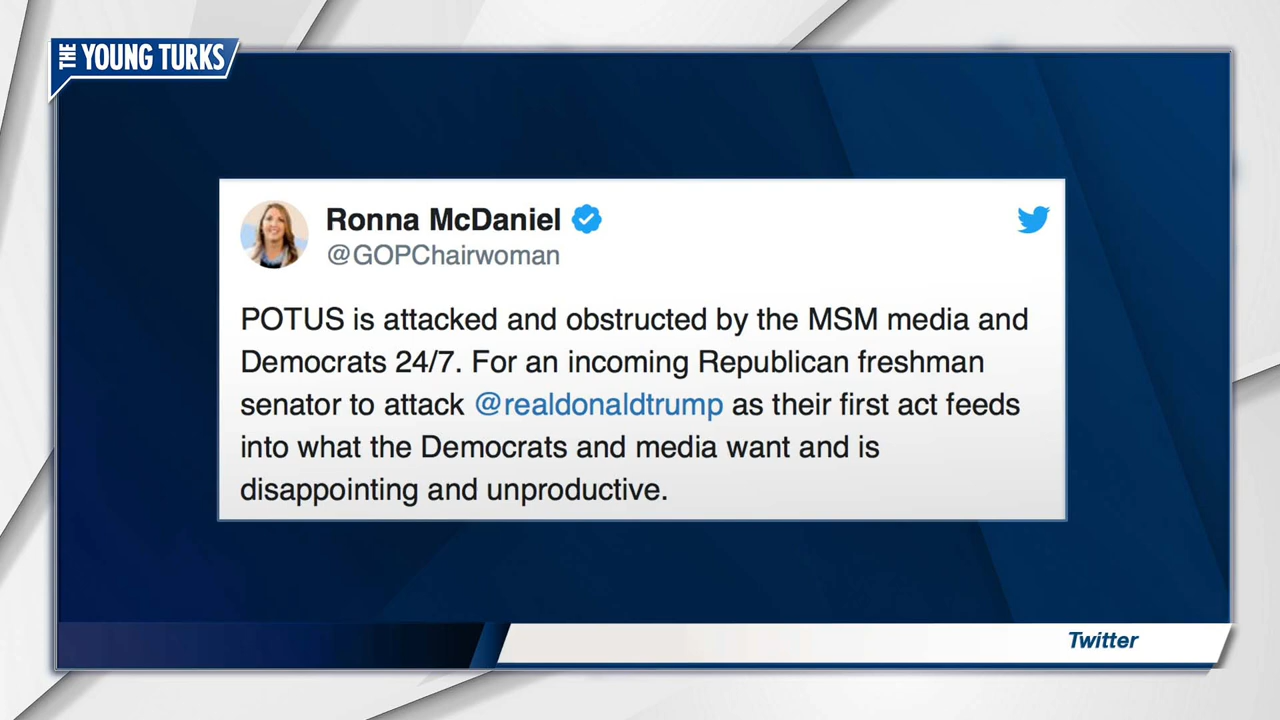 THE YOUNG TURKS
Ronna McDaniel
@GOPChairwoman
POTUS is attacked and obstructed by the MSM media and
Democrats 24/7. For an incoming Republican freshman
senator to attack @realdonaldtrump as their first act feeds
into what the Democrats and media want and is
disappointing and unproductive.
Twitter